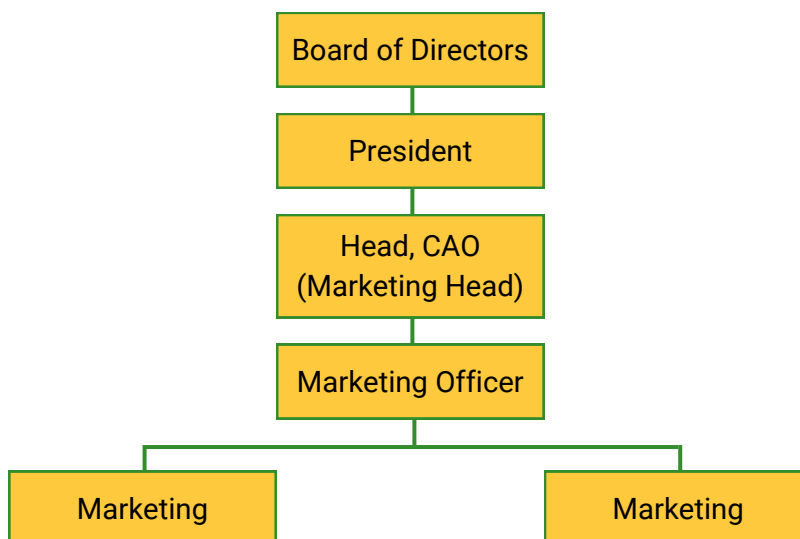 Board of Directors
President
Head, CAO
(Marketing Head)
Marketing Officer
Marketing
Marketing